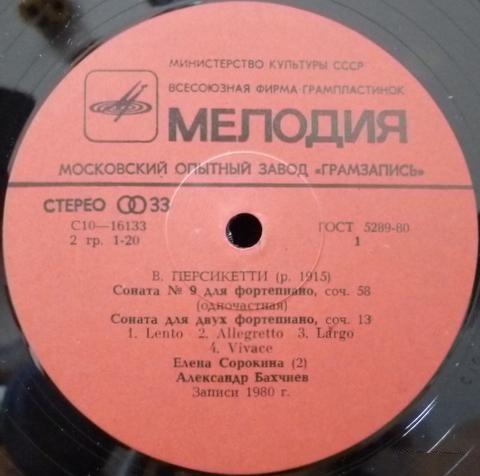 МИНИСТЕРСТВО КУЛЬТУРЫ СССР
ВСЕСОЮЗНАЯ ФИРМА ГРАМПЛАСТИНОК
МЕЛОДИЯ
МОСКОВСКИЙ ОПЫТНЫЙ ЗАВОД «ГРАМЗАПИСЬ»
СТЕРЕО 33
С10—16133 ГОСТ 5289-80
2 гр. 1-20 1
В. ПЕРСИКЕТТИ (р. 1915)
Соната № 9 для фортепиано, соч. 58
(одночастная)
Соната для двух фортепиано, соч. 13
1. Lento 2. Allegretto 3. Largo
4. Vivace
Елена Сорокина (2)
Александр Бахчиев
Записи 1980 г.